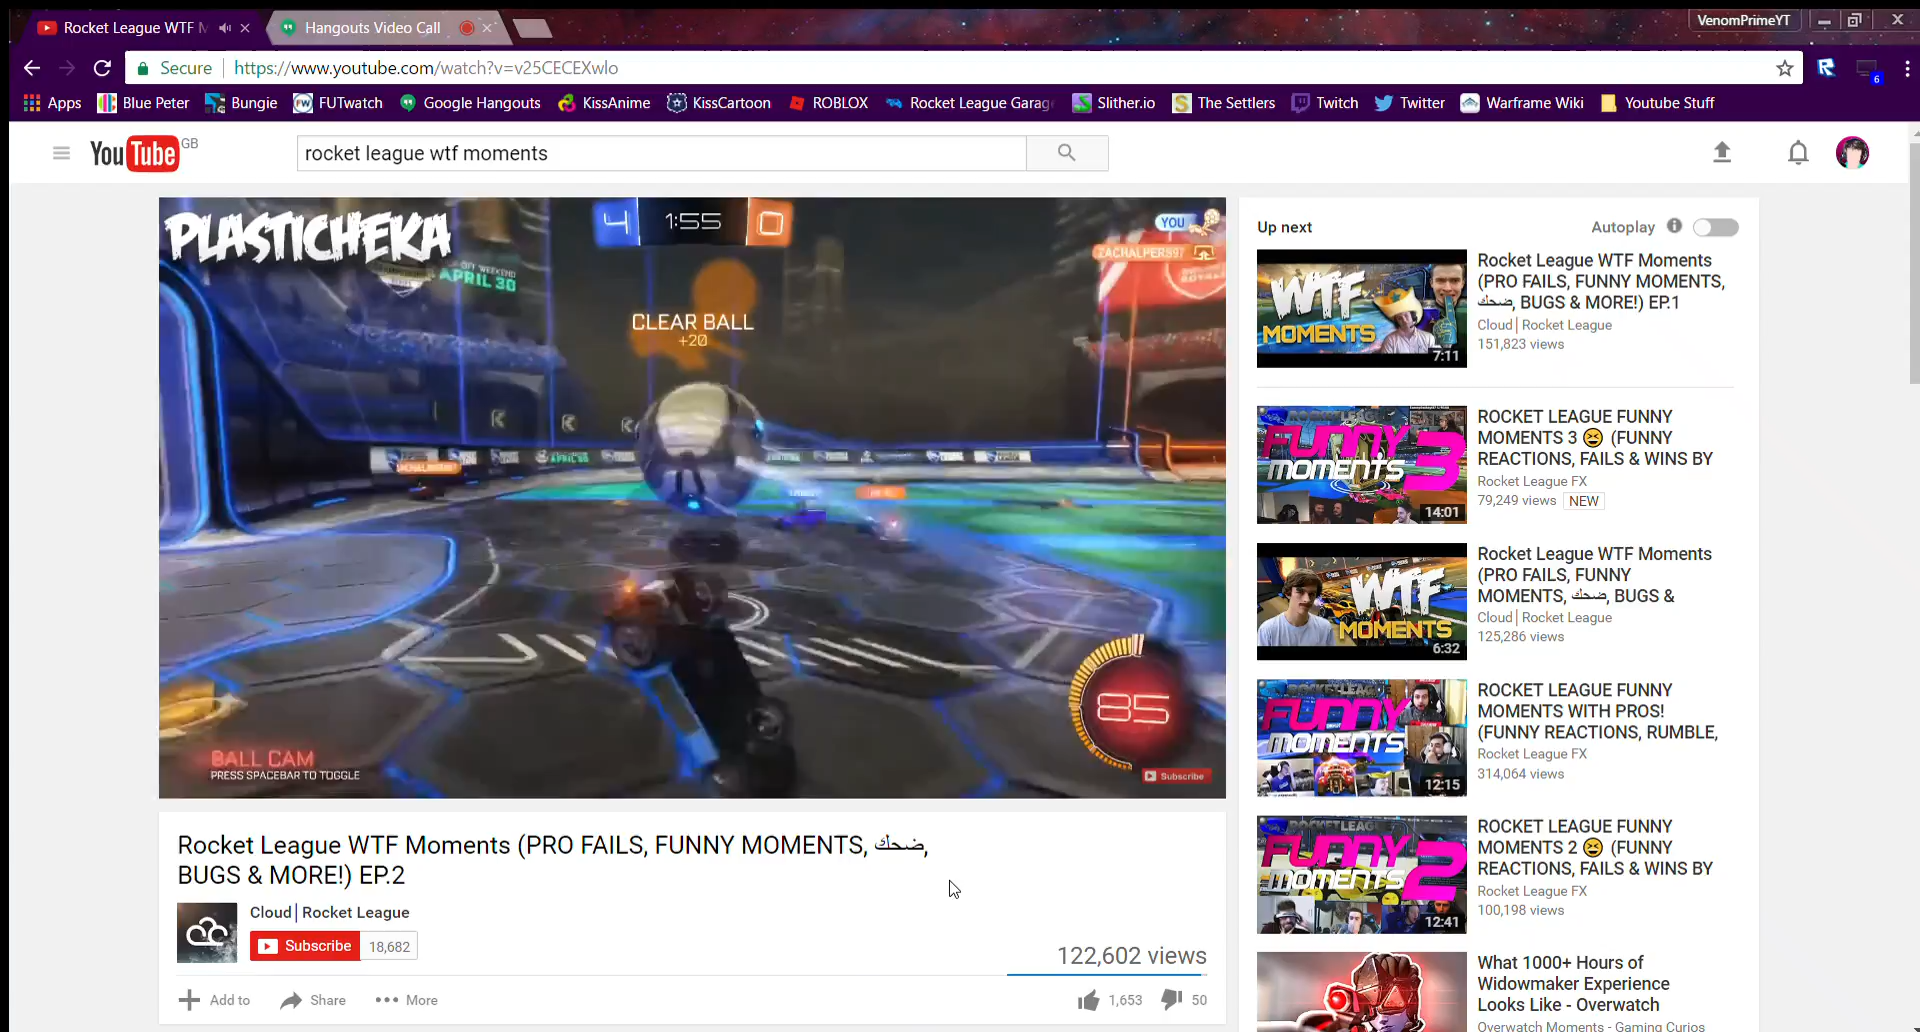 Rocket League WTF M
Hangouts Video Call
VenomPrimeYT
Secure
https://www.youtube.com/watch?v=v25CECEXwlo
6
Apps
Blue Peter
Bungie
FUTwatch
Google Hangouts
KissAnime
KissCartoon
ROBLOX
Rocket League Garag
Slither.io
The Settlers
Twitch
Twitter
Warframe Wiki
Youtube Stuff
YouTube GB
rocket league wtf moments
PLASTICHEKA
4 1:55 0
YOU
ZACHALPER997
OFF WEEKEND
APRIL 30
CLEAR BALL
+20
85
BALL CAM
PRESS SPACEBAR TO TOGGLE
Subscribe
Rocket League WTF Moments (PRO FAILS, FUNNY MOMENTS, ضحك,
BUGS & MORE!) EP.2
Cloud | Rocket League
Subscribe 18,682
122,602 views
Add to Share More
1,653 50
Up next
Autoplay
WTF
MOMENTS
7:11
Rocket League WTF Moments
(PRO FAILS, FUNNY MOMENTS,
ضحك, BUGS & MORE!) EP.1
Cloud | Rocket League
151,823 views
ROCKET LEAGUE
FUNNY
MOMENTS 3
14:01
ROCKET LEAGUE FUNNY
MOMENTS 3 😆 (FUNNY
REACTIONS, FAILS & WINS BY
Rocket League FX
79,249 views NEW
WTF
MOMENTS
6:32
Rocket League WTF Moments
(PRO FAILS, FUNNY
MOMENTS, ضحك, BUGS &
Cloud | Rocket League
125,286 views
ROCKET LEAGUE
FUNNY
MOMENTS
12:15
ROCKET LEAGUE FUNNY
MOMENTS WITH PROS!
(FUNNY REACTIONS, RUMBLE,
Rocket League FX
314,064 views
ROCKET LEAGUE
FUNNY
MOMENTS 2
12:41
ROCKET LEAGUE FUNNY
MOMENTS 2 😆 (FUNNY
REACTIONS, FAILS & WINS BY
Rocket League FX
100,198 views
What 1000+ Hours of
Widowmaker Experience
Looks Like - Overwatch
Overwatch Moments - Gaming Curios